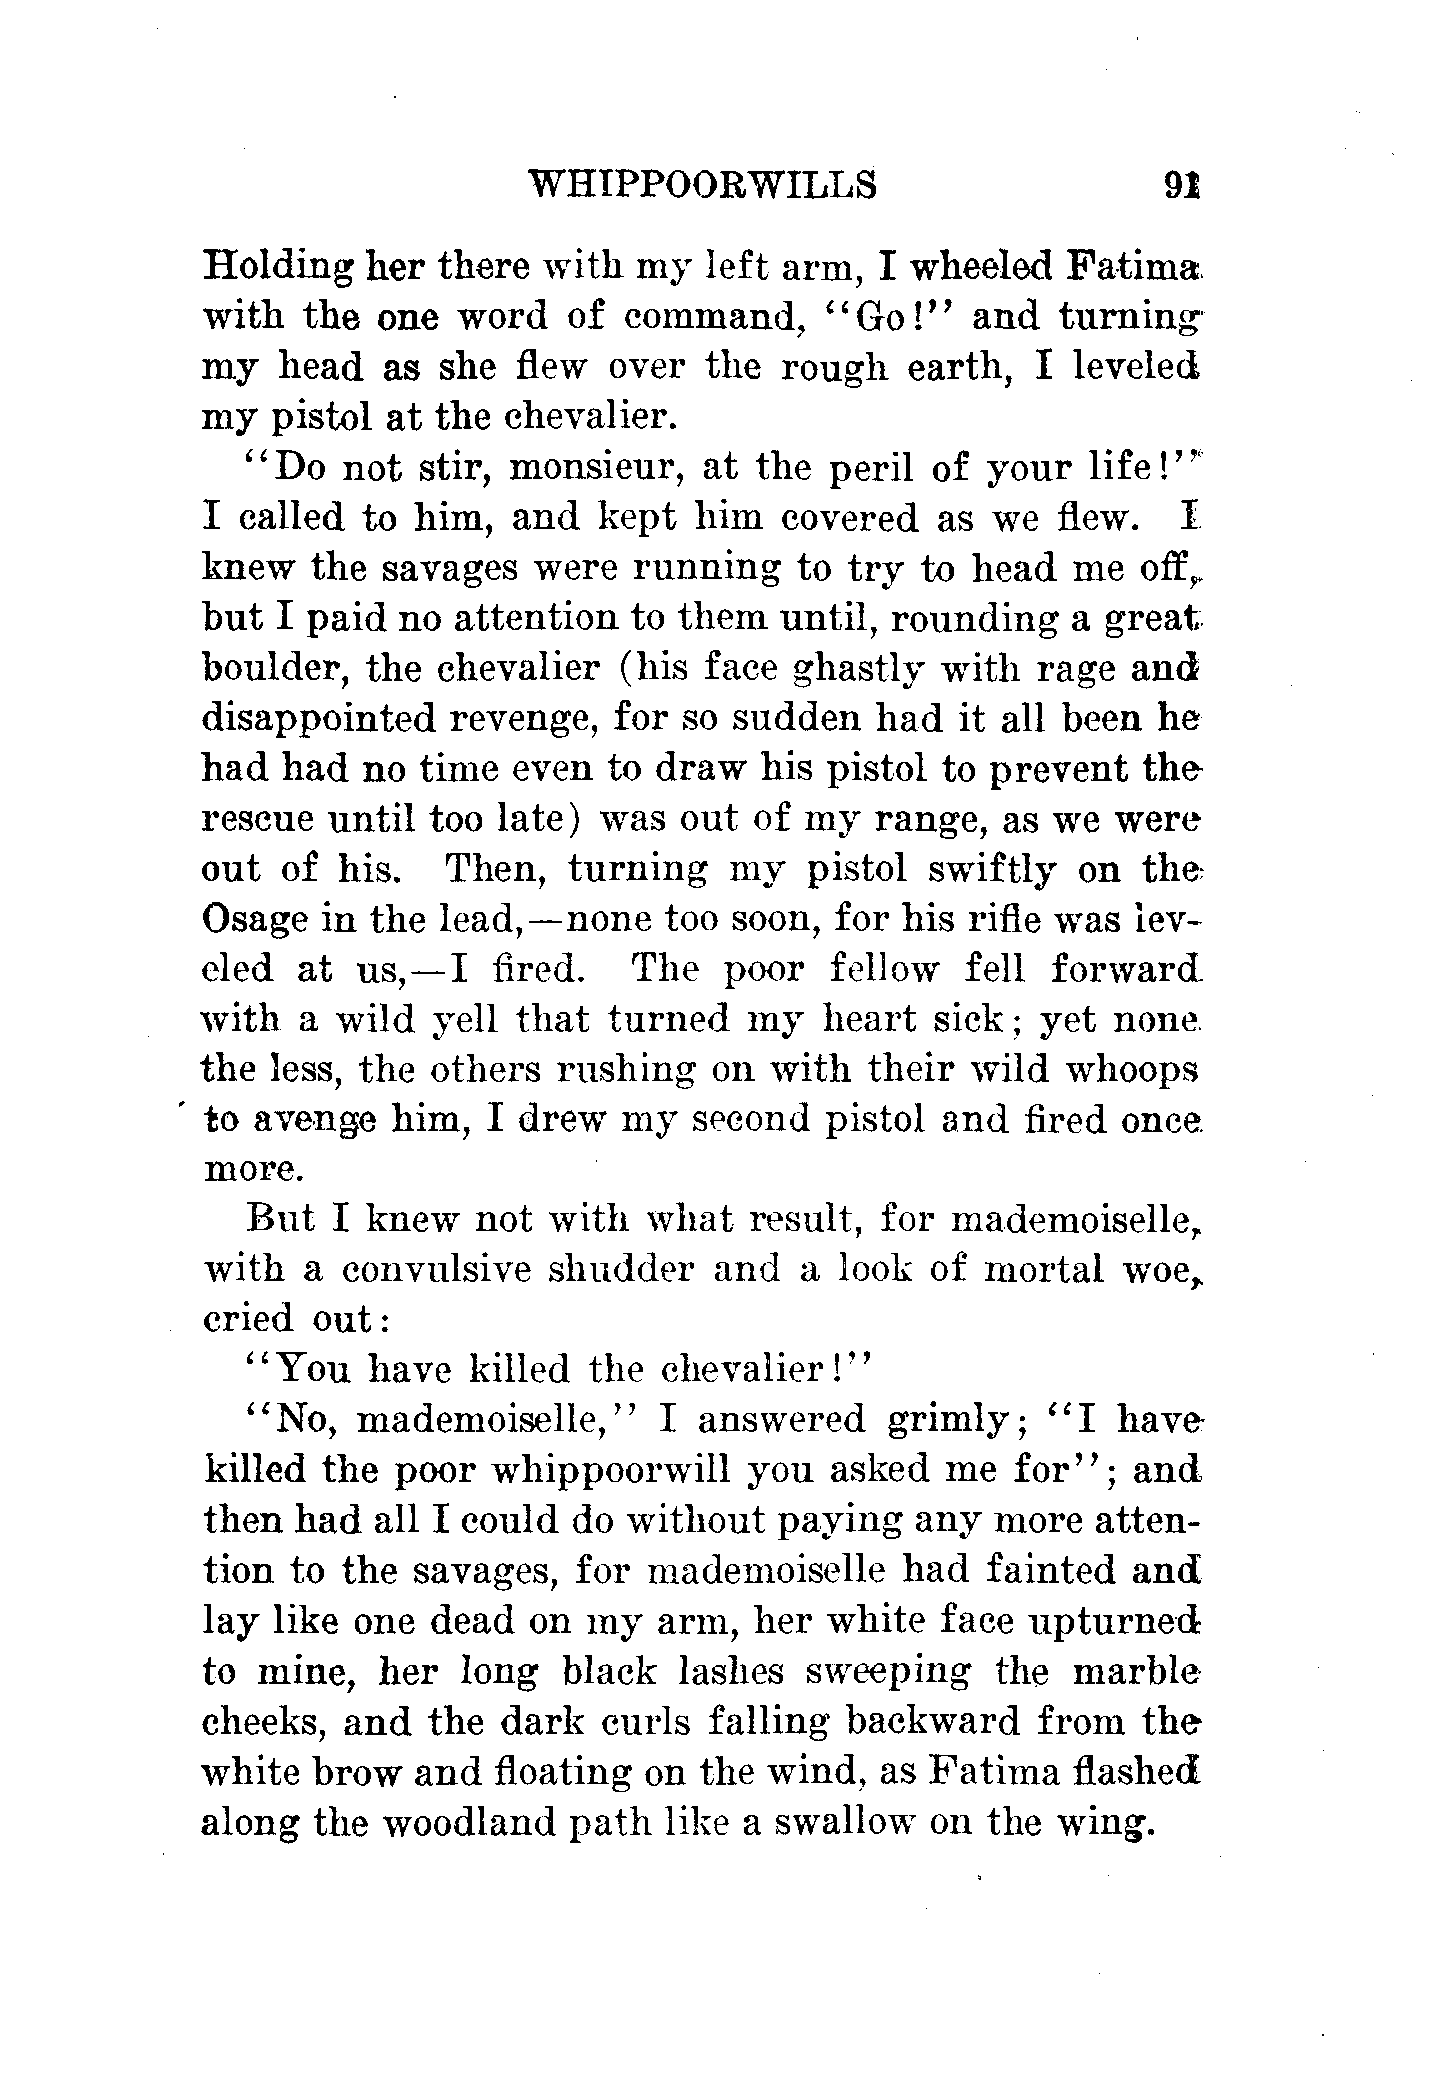 WHIPPOORWILLS 91
Holding her there with my left arm, I wheeled Fatima
with the one word of command, "Go!" and turning
my head as she flew over the rough earth, I leveled
my pistol at the chevalier.
"Do not stir, monsieur, at the peril of your life!"
I called to him, and kept him covered as we flew. I
knew the savages were running to try to head me off,
but I paid no attention to them until, rounding a great
boulder, the chevalier (his face ghastly with rage and
disappointed revenge, for so sudden had it all been he
had had no time even to draw his pistol to prevent the
rescue until too late) was out of my range, as we were
out of his. Then, turning my pistol swiftly on the
Osage in the lead,—none too soon, for his rifle was lev-
eled at us,—I fired. The poor fellow fell forward
with a wild yell that turned my heart sick; yet none
the less, the others rushing on with their wild whoops
to avenge him, I drew my second pistol and fired once
more.
But I knew not with what result, for mademoiselle,
with a convulsive shudder and a look of mortal woe,
cried out:
"You have killed the chevalier!"
"No, mademoiselle," I answered grimly; "I have
killed the poor whippoorwill you asked me for"; and
then had all I could do without paying any more atten-
tion to the savages, for mademoiselle had fainted and
lay like one dead on my arm, her white face upturned
to mine, her long black lashes sweeping the marble
cheeks, and the dark curls falling backward from the
white brow and floating on the wind, as Fatima flashed
along the woodland path like a swallow on the wing.